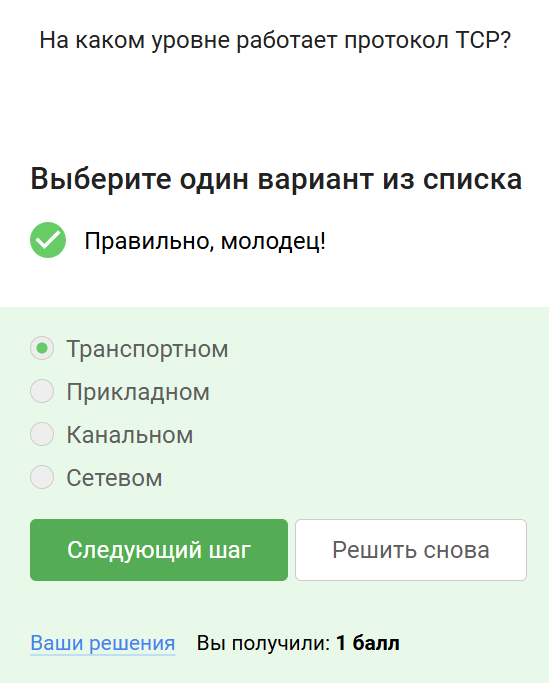 На каком уровне работает протокол TCP?
Выберите один вариант из списка
Правильно, молодец!
Транспортном
Прикладном
Канальном
Сетевом
Следующий шаг Решить снова
Ваши решения Вы получили: 1 балл